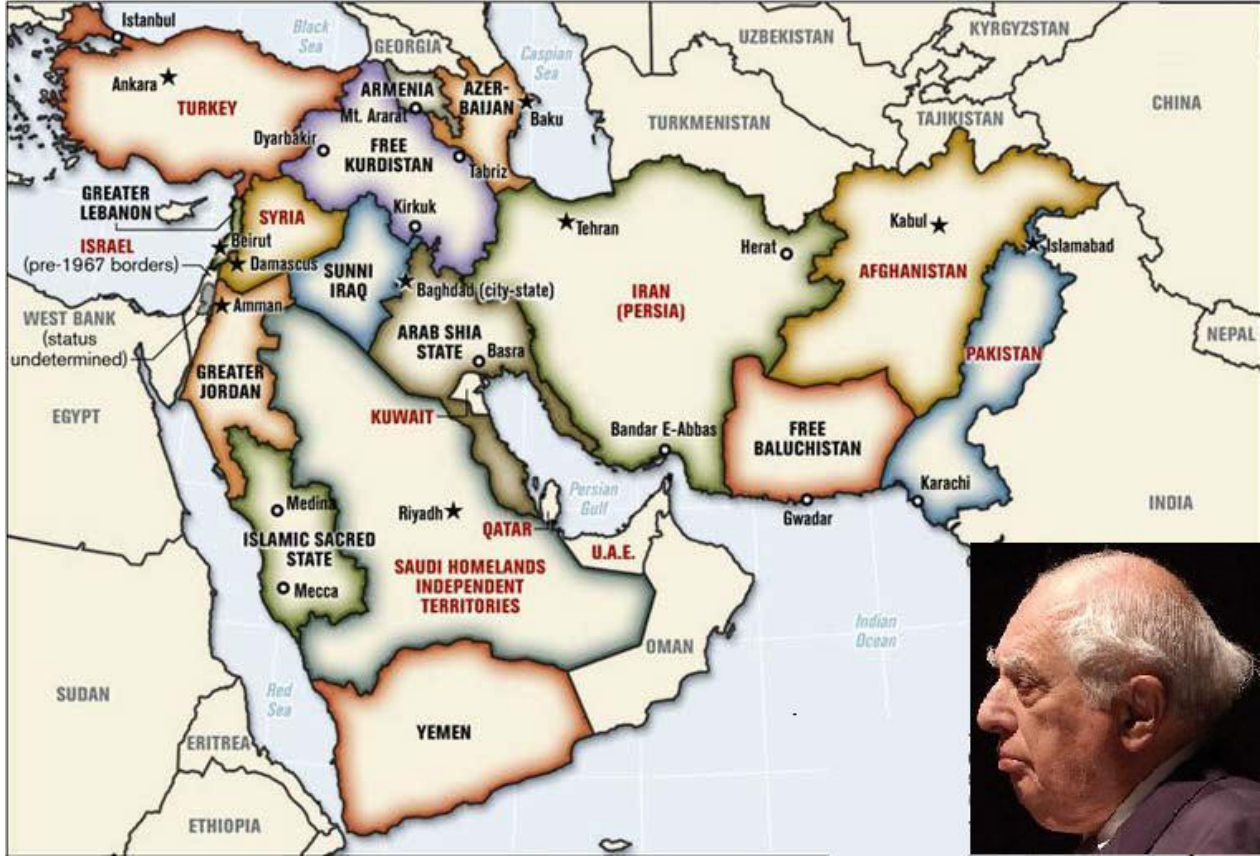 Istanbul
Black
Sea
GEORGIA
Caspian
Sea
UZBEKISTAN
KYRGYZSTAN
Ankara
TURKEY
ARMENIA
AZER-
BAIJAN
Mt. Ararat
Baku
TURKMENISTAN
TAJIKISTAN
CHINA
Dyarbakir
FREE
KURDISTAN
Tabriz
GREATER
LEBANON
SYRIA
Kirkuk
Tehran
Herat
Kabul
Islamabad
ISRAEL
(pre-1967 borders)
Beirut
Damascus
SUNNI
IRAQ
Baghdad (city-state)
IRAN
(PERSIA)
AFGHANISTAN
WEST BANK
(status
undetermined)
Amman
ARAB SHIA
STATE
Basra
PAKISTAN
NEPAL
GREATER
JORDAN
EGYPT
KUWAIT
Bandar E-Abbas
FREE
BALUCHISTAN
Karachi
Medina
Riyadh
Persian
Gulf
Gwadar
INDIA
ISLAMIC SACRED
STATE
QATAR
U.A.E.
Mecca
SAUDI HOMELANDS
INDEPENDENT
TERRITORIES
OMAN
Indian
Ocean
SUDAN
Red
Sea
YEMEN
ERITREA
ETHIOPIA